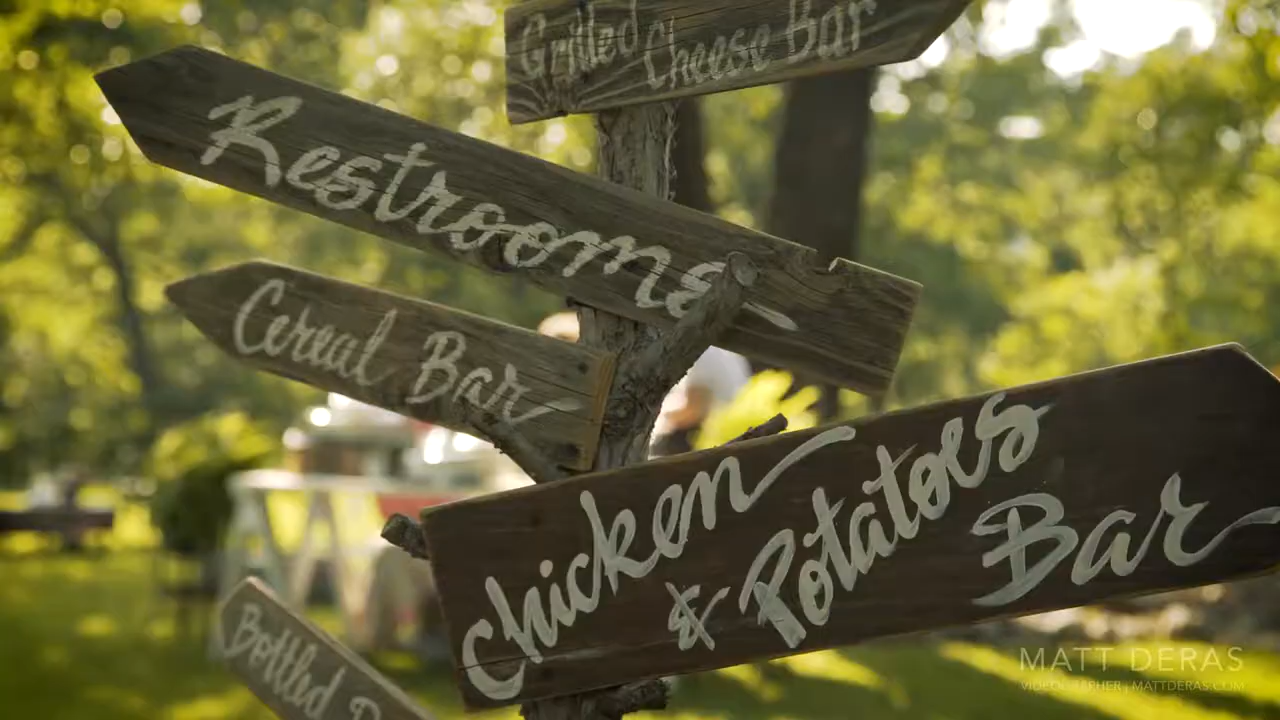 Grilled Cheese Bar
Restrooms
Cereal Bar
Chicken
& Potatoes
Bar
Bottled
MATT DERAS
VIDEOGRAPHER | MATTDERAS.COM